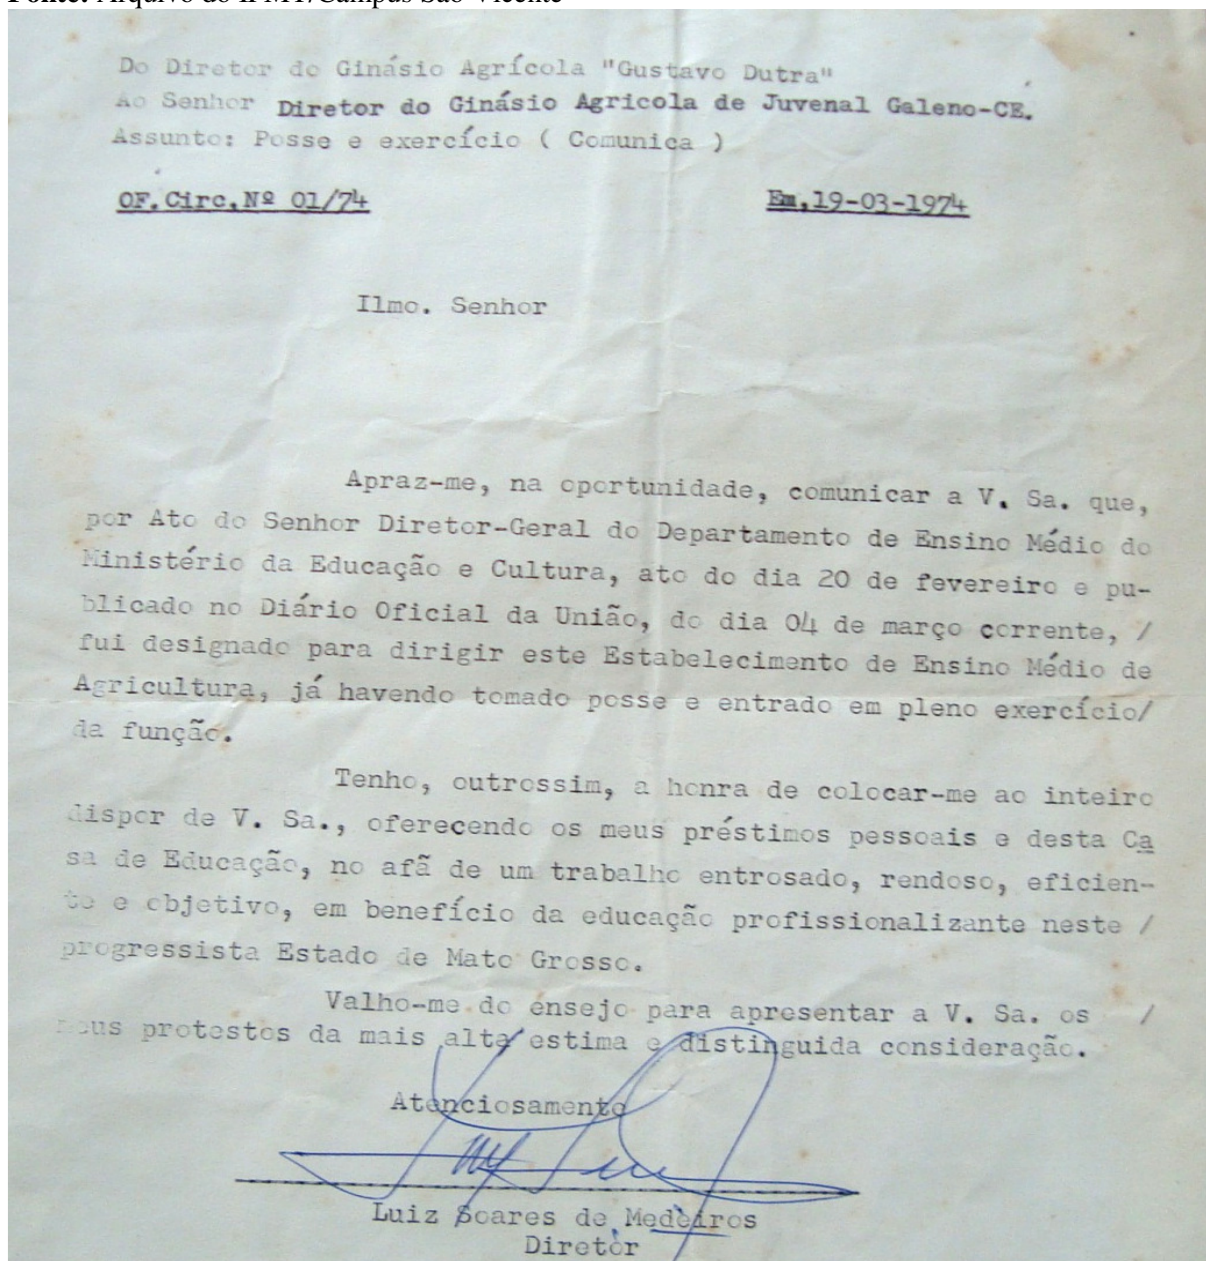 Fonte: Arquivo do IFMT/Campus São Vicente
Do Diretor do Ginásio Agrícola "Gustavo Dutra"
Ao Senhor Diretor do Ginásio Agricola de Juvenal Galeno-CE.
Assunto: Posse e exercício ( Comunica )
OF. Circ. Nº 01/74 Em, 19-03-1974
Ilmo. Senhor
Apraz-me, na oportunidade, comunicar a V. Sa. que,
por Ato do Senhor Diretor-Geral do Departamento de Ensino Médio do
Ministério da Educação e Cultura, ato do dia 20 de fevereiro e pu-
blicado no Diário Oficial da União, do dia 04 de março corrente, /
fui designado para dirigir este Estabelecimento de Ensino Médio de
Agricultura, já havendo tomado posse e entrado em pleno exercício/
da função.
Tenho, outrossim, a honra de colocar-me ao inteiro
dispor de V. Sa., oferecendo os meus préstimos pessoais e desta Ca
sa de Educação, no afã de um trabalho entrosado, rendoso, eficien-
te e objetivo, em benefício da educação profissionalizante neste /
progressista Estado de Mato Grosso.
Valho-me do ensejo para apresentar a V. Sa. os /
meus protestos da mais alta estima e distinguida consideração.
Atenciosamente
Luiz Soares de Medeiros
Diretor